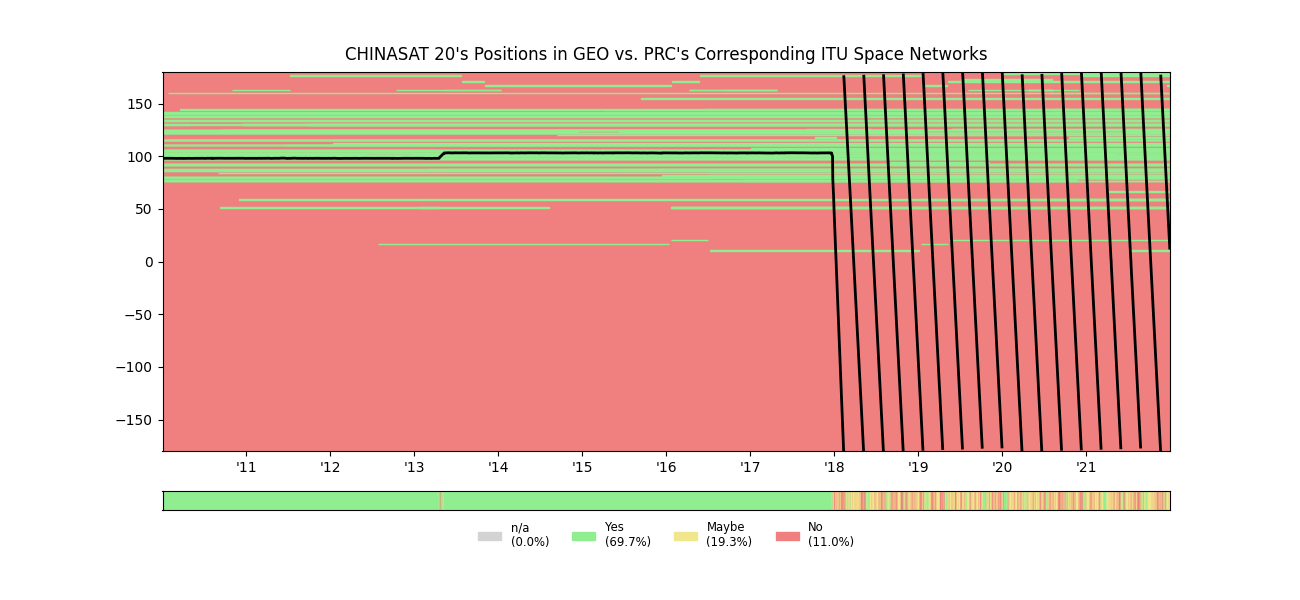 CHINASAT 20's Positions in GEO vs. PRC's Corresponding ITU Space Networks
150
100
50
0
−50
−100
−150
'11 '12 '13 '14 '15 '16 '17 '18 '19 '20 '21
n/a Yes Maybe No
(0.0%) (69.7%) (19.3%) (11.0%)